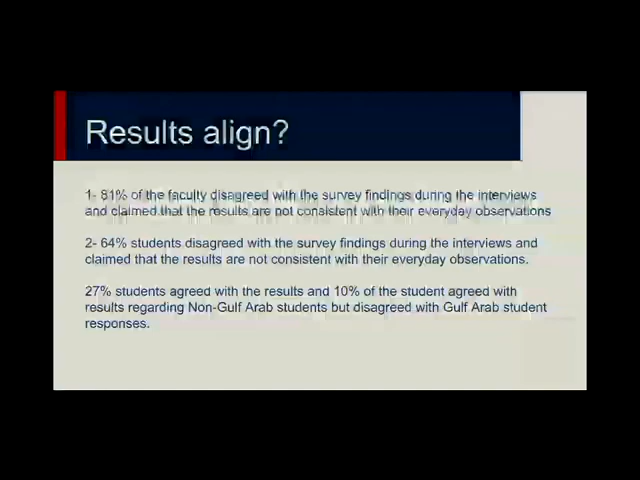 Results align?
1- 81% of the faculty disagreed with the survey findings during the interviews
and claimed that the results are not consistent with their everyday observations
2- 64% students disagreed with the survey findings during the interviews and
claimed that the results are not consistent with their everyday observations.
27% students agreed with the results and 10% of the student agreed with
results regarding Non-Gulf Arab students but disagreed with Gulf Arab student
responses.